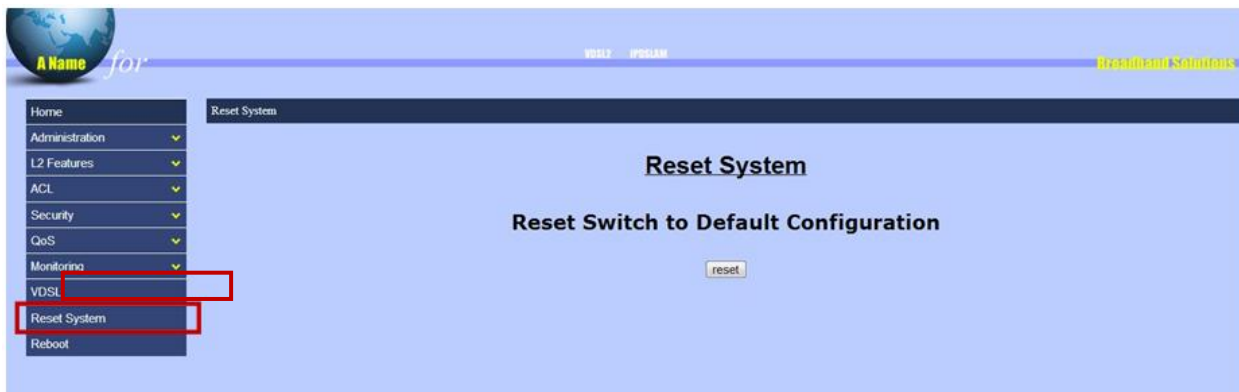 A Name for
VDSL2 IPDSLAM
Broadband Solutions
Home
Administration
L2 Features
ACL
Security
QoS
Monitoring
VDSL
Reset System
Reboot
Reset System
Reset System
Reset Switch to Default Configuration
reset